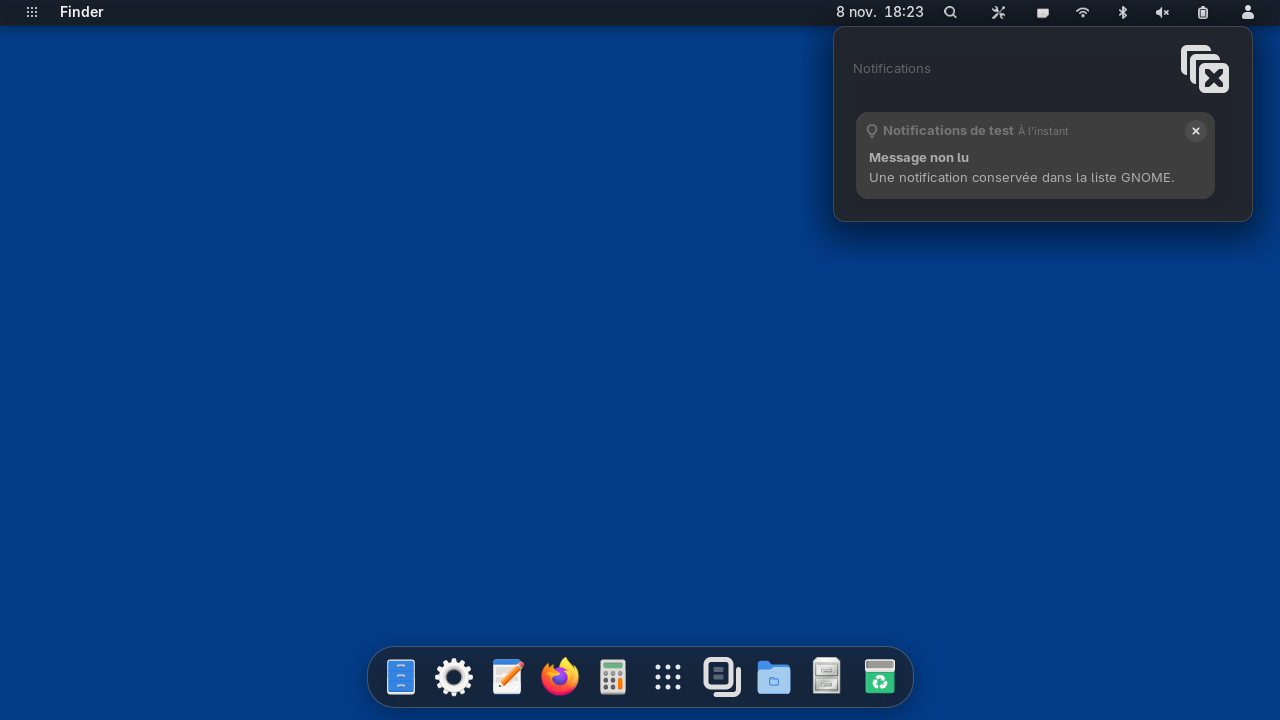 Finder
8 nov. 18:23
Notifications
Notifications de test À l'instant
Message non lu
Une notification conservée dans la liste GNOME.